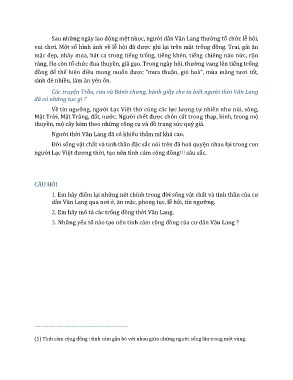 Sau những ngày lao động mệt nhọc, người dân Văn Lang thường tổ chức lễ hội,
vui chơi. Một số hình ảnh về lễ hội đã được ghi lại trên mặt trống đồng. Trai, gái ăn
mặc đẹp, nhảy múa, hát ca trong tiếng trống, tiếng khèn, tiếng chiêng náo nức, rộn
ràng. Họ còn tổ chức đua thuyền, giã gạo. Trong ngày hội, thường vang lên tiếng trống
đồng để thể hiện điều mong muốn được "mưa thuận, gió hoà", mùa màng tươi tốt,
sinh đẻ nhiều, làm ăn yên ổn.
Các truyện Trầu, cau và Bánh chưng, bánh giầy cho ta biết người thời Văn Lang
đã có những tục gì ?
Về tín ngưỡng, người Lạc Việt thờ cúng các lực lượng tự nhiên như núi, sông,
Mặt Trời, Mặt Trăng, đất, nước. Người chết được chôn cất trong thạp, bình, trong mộ
thuyền, mộ cây kèm theo những công cụ và đồ trang sức quý giá.
Người thời Văn Lang đã có khiếu thẩm mĩ khá cao.
Đời sống vật chất và tinh thần đặc sắc nói trên đã hoà quyện nhau lại trong con
người Lạc Việt đương thời, tạo nên tình cảm cộng đồng(1) sâu sắc.
CÂU HỎI
1. Em hãy điểm lại những nét chính trong đời sống vật chất và tinh thần của cư
dân Văn Lang qua nơi ở, ăn mặc, phong tục, lễ hội, tín ngưỡng.
2. Em hãy mô tả các trống đồng thời Văn Lang.
3. Những yếu tố nào tạo nên tình cảm cộng đồng của cư dân Văn Lang ?
(1) Tình cảm cộng đồng : tình cảm gắn bó với nhau giữa những người sống lâu trong một vùng.